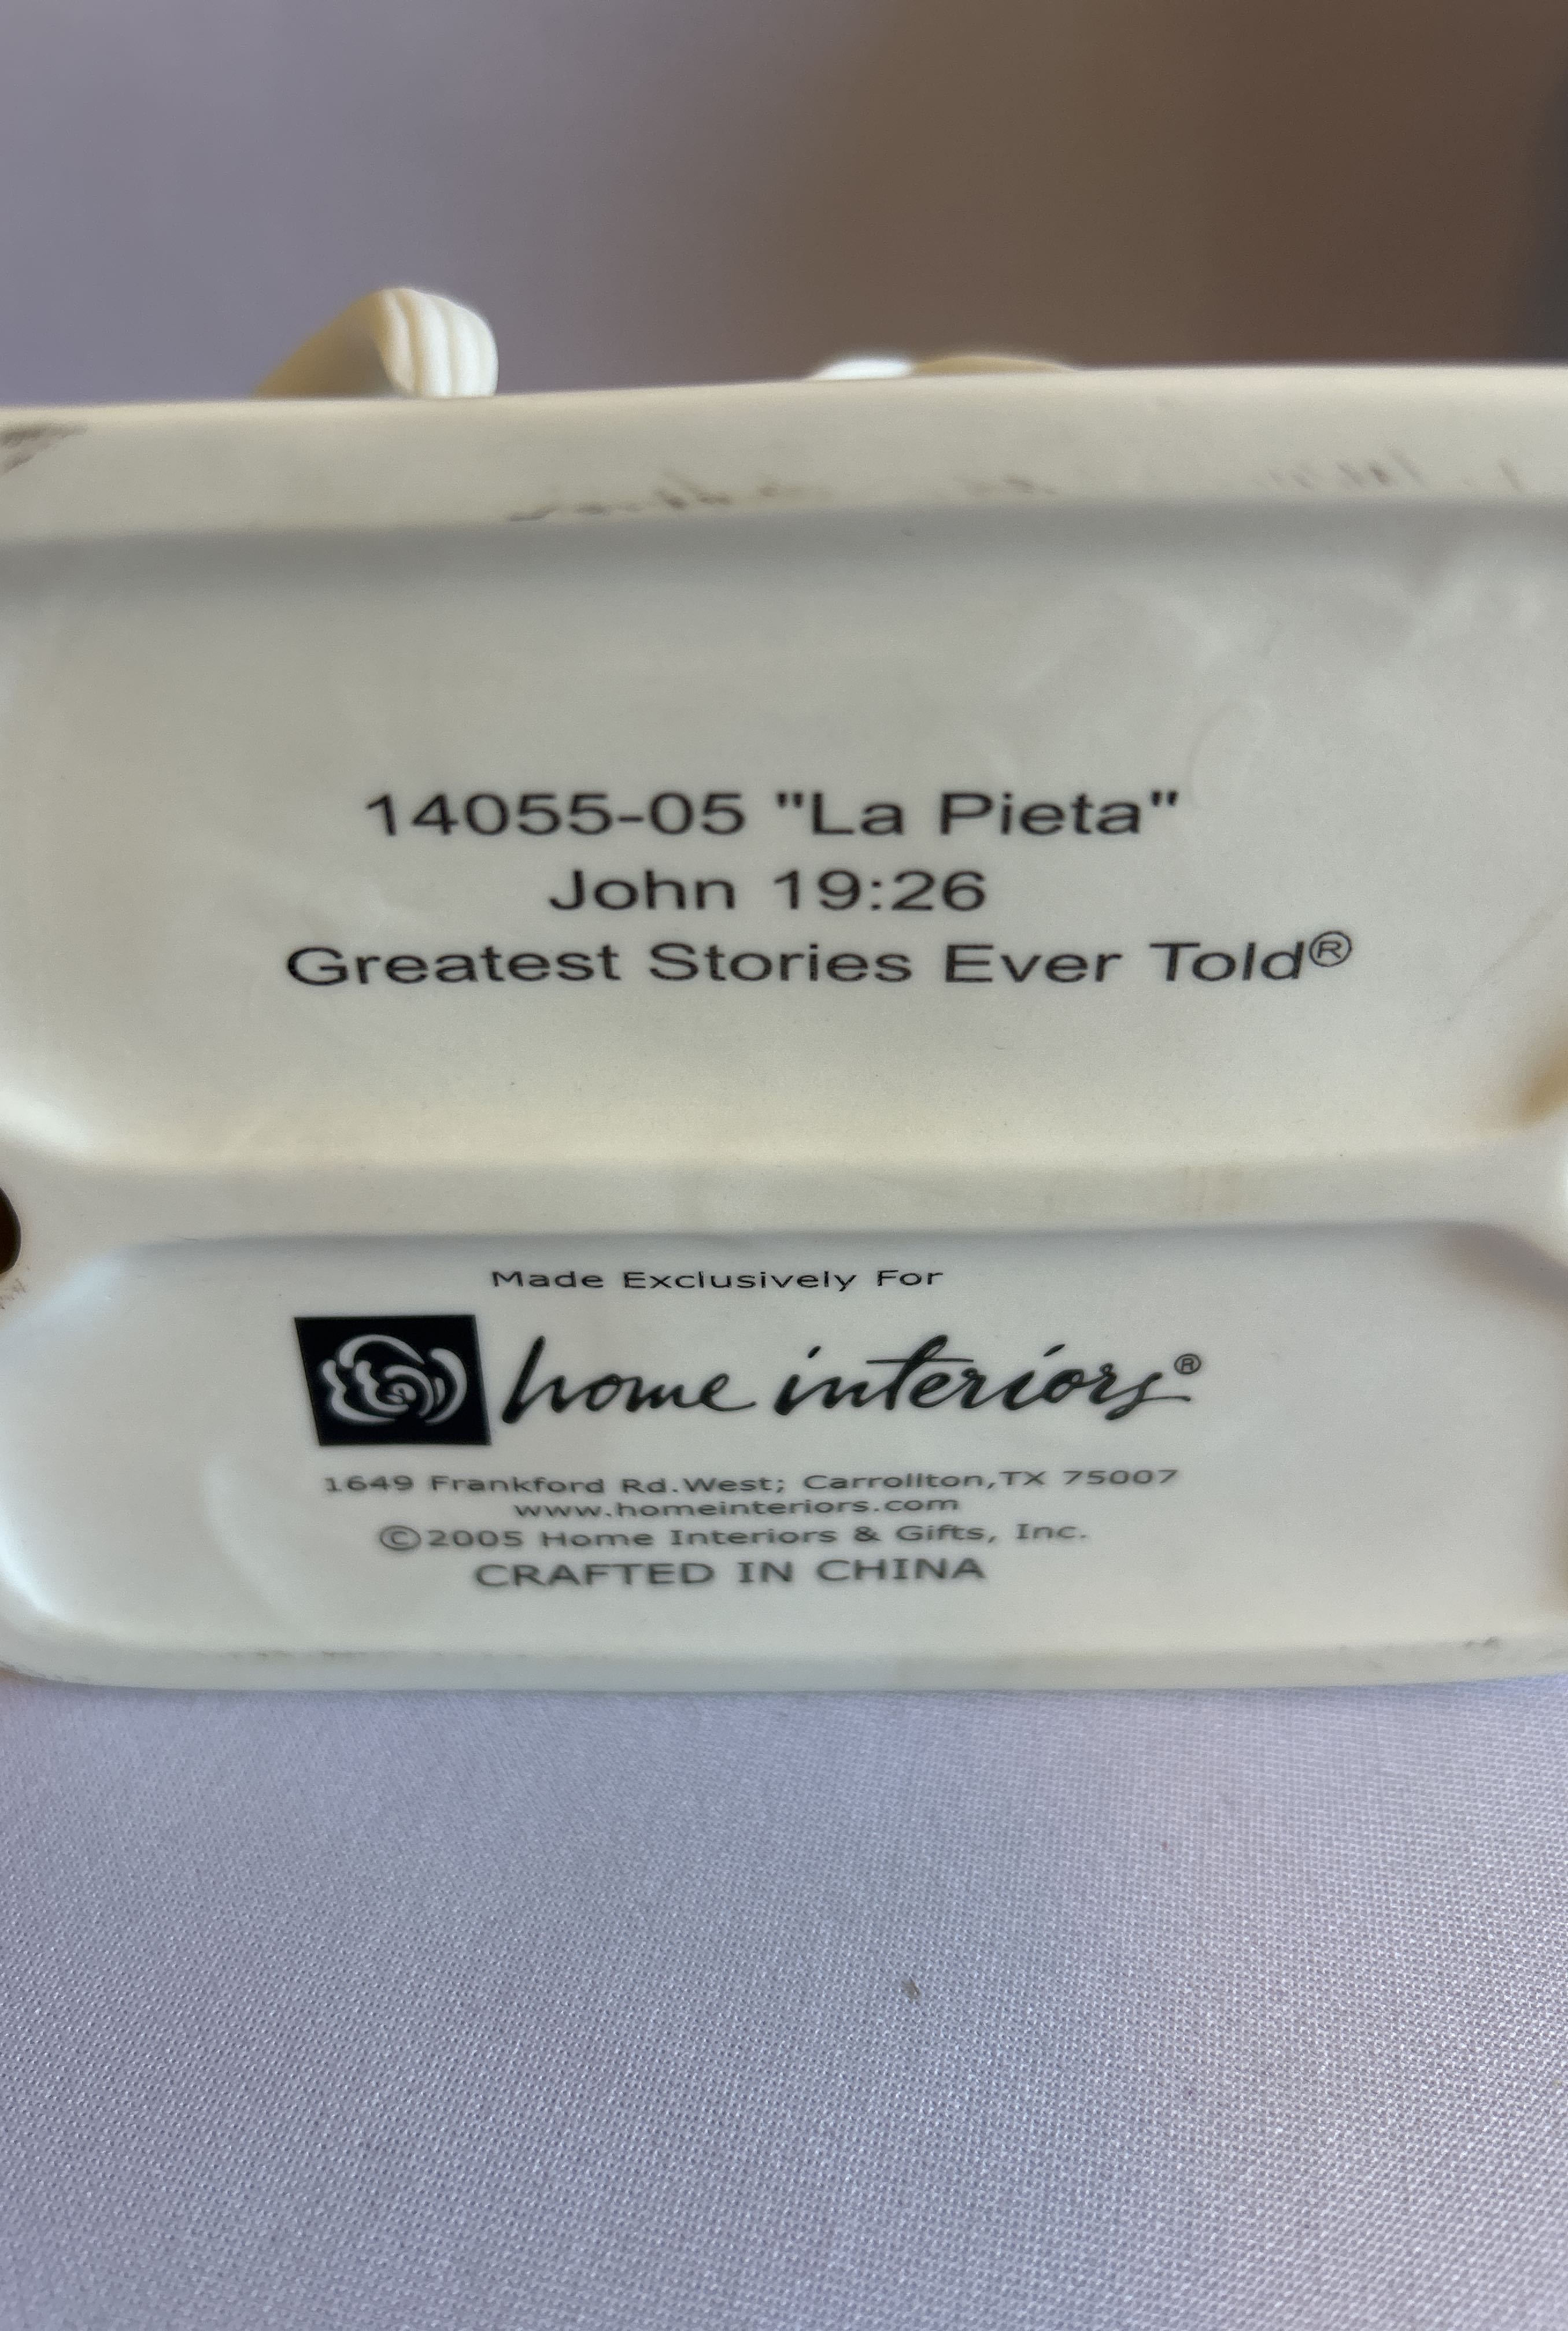 14055-05 "La Pieta"
John 19:26
Greatest Stories Ever Told®
Made Exclusively For
home interiors®
1649 Frankford Rd.West; Carrollton,TX 75007
www.homeinteriors.com
©2005 Home Interiors & Gifts, Inc.
CRAFTED IN CHINA